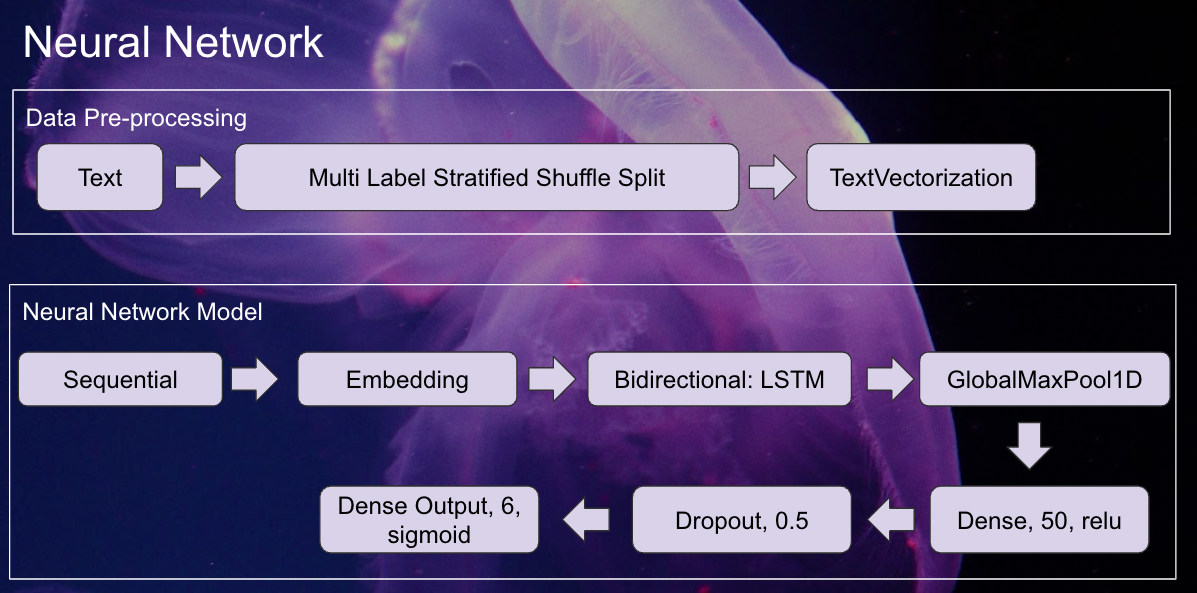 Neural Network
Data Pre-processing
Text
Multi Label Stratified Shuffle Split
TextVectorization
Neural Network Model
Sequential
Embedding
Bidirectional: LSTM
GlobalMaxPool1D
Dense, 50, relu
Dropout, 0.5
Dense Output, 6,
sigmoid